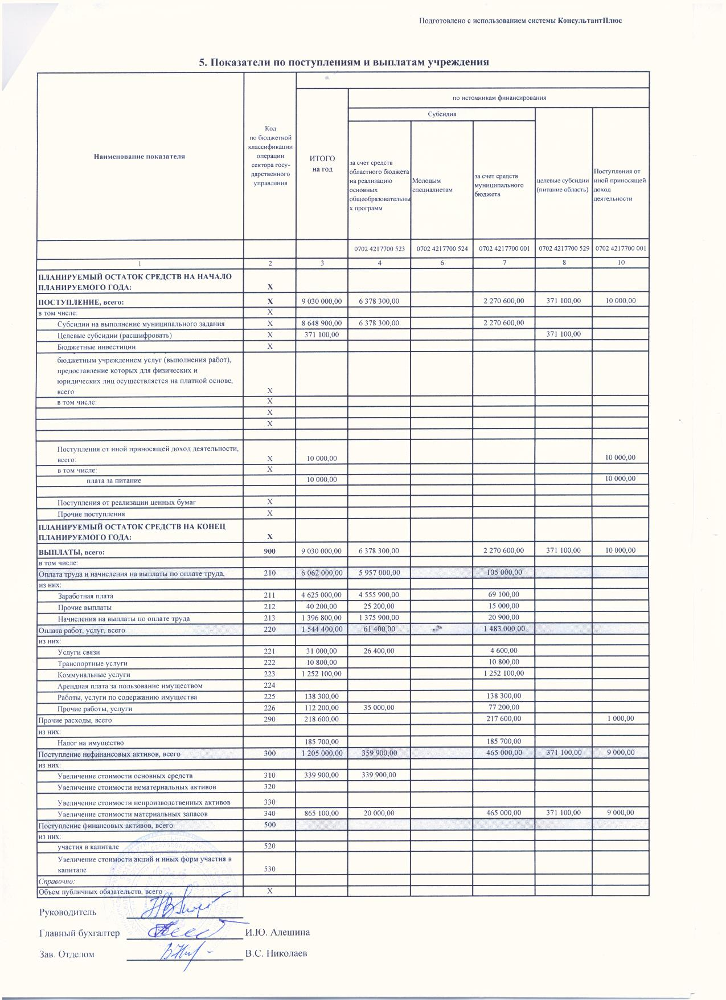 Подготовлено с использованием системы КонсультантПлюс
5. Показатели по поступлениям и выплатам учреждения
Наименование показателя
Код
по бюджетной
классификации
операции
сектора госу-
дарственного
управления
ИТОГО
на год
по источникам финансирования
Субсидия
за счет средств
областного бюджета
на реализацию
основных
общеобразовательны
х программ
Молодым
специалистам
за счет средств
муниципального
бюджета
целевые субсидии
(питание область)
Поступления от
иной приносящей
доход
деятельности
0702 4217700 523 0702 4217700 524 0702 4217700 001 0702 4217700 529 0702 4217700 001
1 2 3 4 6 7 8 10
ПЛАНИРУЕМЫЙ ОСТАТОК СРЕДСТВ НА НАЧАЛО
ПЛАНИРУЕМОГО ГОДА: X
ПОСТУПЛЕНИЕ, всего: X 9 030 000,00 6 378 300,00 2 270 600,00 371 100,00 10 000,00
в том числе: X
Субсидии на выполнение муниципального задания X 8 648 900,00 6 378 300,00 2 270 600,00
Целевые субсидии (расшифровать) X 371 100,00 371 100,00
Бюджетные инвестиции X
бюджетным учреждением услуг (выполнения работ),
предоставление которых для физических и
юридических лиц осуществляется на платной основе,
всего X
в том числе: X
X
X
Поступления от иной приносящей доход деятельности,
всего: X 10 000,00 10 000,00
в том числе: X
плата за питание 10 000,00 10 000,00
Поступления от реализации ценных бумаг X
Прочие поступления X
ПЛАНИРУЕМЫЙ ОСТАТОК СРЕДСТВ НА КОНЕЦ
ПЛАНИРУЕМОГО ГОДА: X
ВЫПЛАТЫ, всего: 900 9 030 000,00 6 378 300,00 2 270 600,00 371 100,00 10 000,00
в том числе:
Оплата труда и начисления на выплаты по оплате труда, 210 6 062 000,00 5 957 000,00 105 000,00
из них:
Заработная плата 211 4 625 000,00 4 555 900,00 69 100,00
Прочие выплаты 212 40 200,00 25 200,00 15 000,00
Начисления на выплаты по оплате труда 213 1 396 800,00 1 375 900,00 20 900,00
Оплата работ, услуг, всего 220 1 544 400,00 61 400,00 1 483 000,00
из них:
Услуги связи 221 31 000,00 26 400,00 4 600,00
Транспортные услуги 222 10 800,00 10 800,00
Коммунальные услуги 223 1 252 100,00 1 252 100,00
Арендная плата за пользование имуществом 224
Работы, услуги по содержанию имущества 225 138 300,00 138 300,00
Прочие работы, услуги 226 112 200,00 35 000,00 77 200,00
Прочие расходы, всего 290 218 600,00 217 600,00 1 000,00
из них:
Налог на имущество 185 700,00 185 700,00
Поступление нефинансовых активов, всего 300 1 205 000,00 359 900,00 465 000,00 371 100,00 9 000,00
из них:
Увеличение стоимости основных средств 310 339 900,00 339 900,00
Увеличение стоимости нематериальных активов 320
Увеличение стоимости непроизводственных активов 330
Увеличение стоимости материальных запасов 340 865 100,00 20 000,00 465 000,00 371 100,00 9 000,00
Поступление финансовых активов, всего 500
из них:
участия в капитале 520
Увеличение стоимости акций и иных форм участия в
капитале 530
Справочно:
Объем публичных обязательств, всего X
Руководитель
Главный бухгалтер И.Ю. Алешина
Зав. Отделом В.С. Николаев